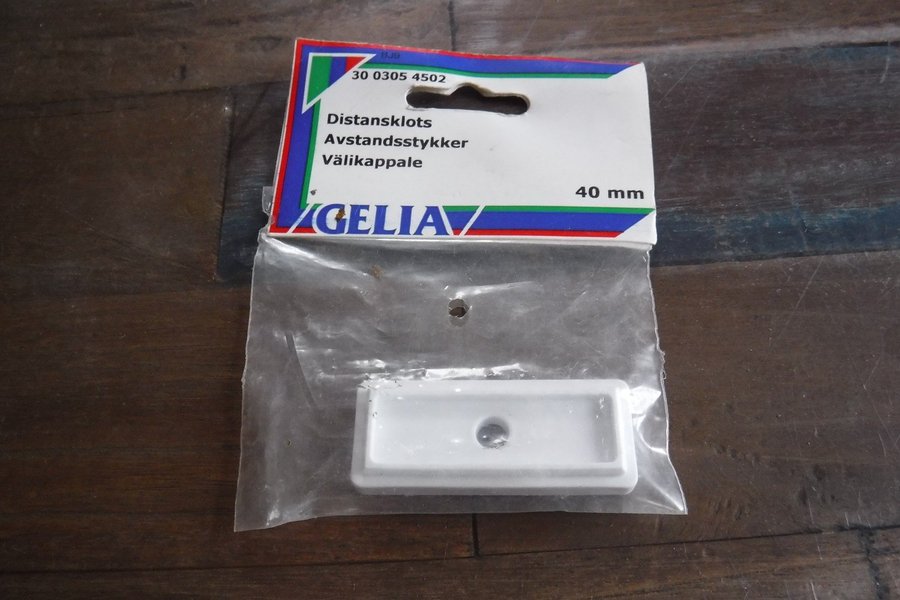 30 0305 4502
Distansklots
Avstandsstykker
Välikappale
40 mm
GELIA